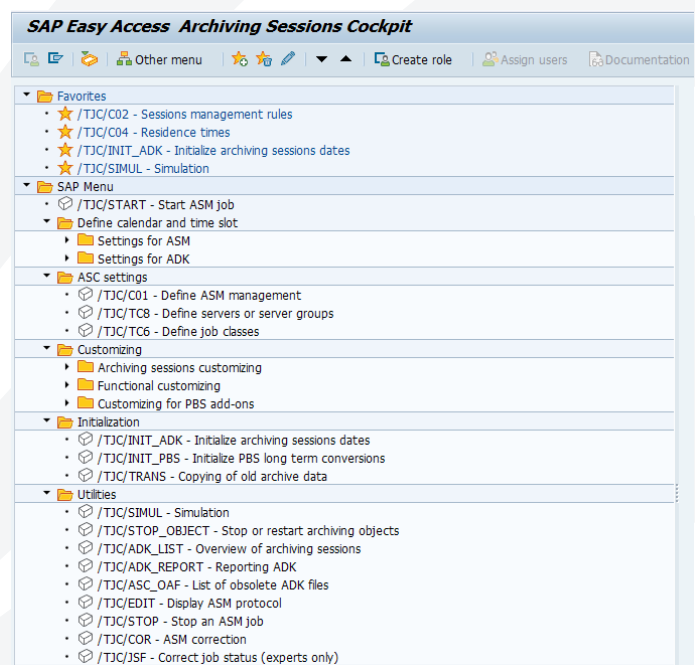 SAP Easy Access Archiving Sessions Cockpit
Other menu Create role Assign users Documentation
Favorites
/TJC/C02 - Sessions management rules
/TJC/C04 - Residence times
/TJC/INIT_ADK - Initialize archiving sessions dates
/TJC/SIMUL - Simulation
SAP Menu
/TJC/START - Start ASM job
Define calendar and time slot
Settings for ASM
Settings for ADK
ASC settings
/TJC/C01 - Define ASM management
/TJC/TC8 - Define servers or server groups
/TJC/TC6 - Define job classes
Customizing
Archiving sessions customizing
Functional customizing
Customizing for PBS add-ons
Initialization
/TJC/INIT_ADK - Initialize archiving sessions dates
/TJC/INIT_PBS - Initialize PBS long term conversions
/TJC/TRANS - Copying of old archive data
Utilities
/TJC/SIMUL - Simulation
/TJC/STOP_OBJECT - Stop or restart archiving objects
/TJC/ADK_LIST - Overview of archiving sessions
/TJC/ADK_REPORT - Reporting ADK
/TJC/ASC_OAF - List of obsolete ADK files
/TJC/EDIT - Display ASM protocol
/TJC/STOP - Stop an ASM job
/TJC/COR - ASM correction
/TJC/JSF - Correct job status (experts only)